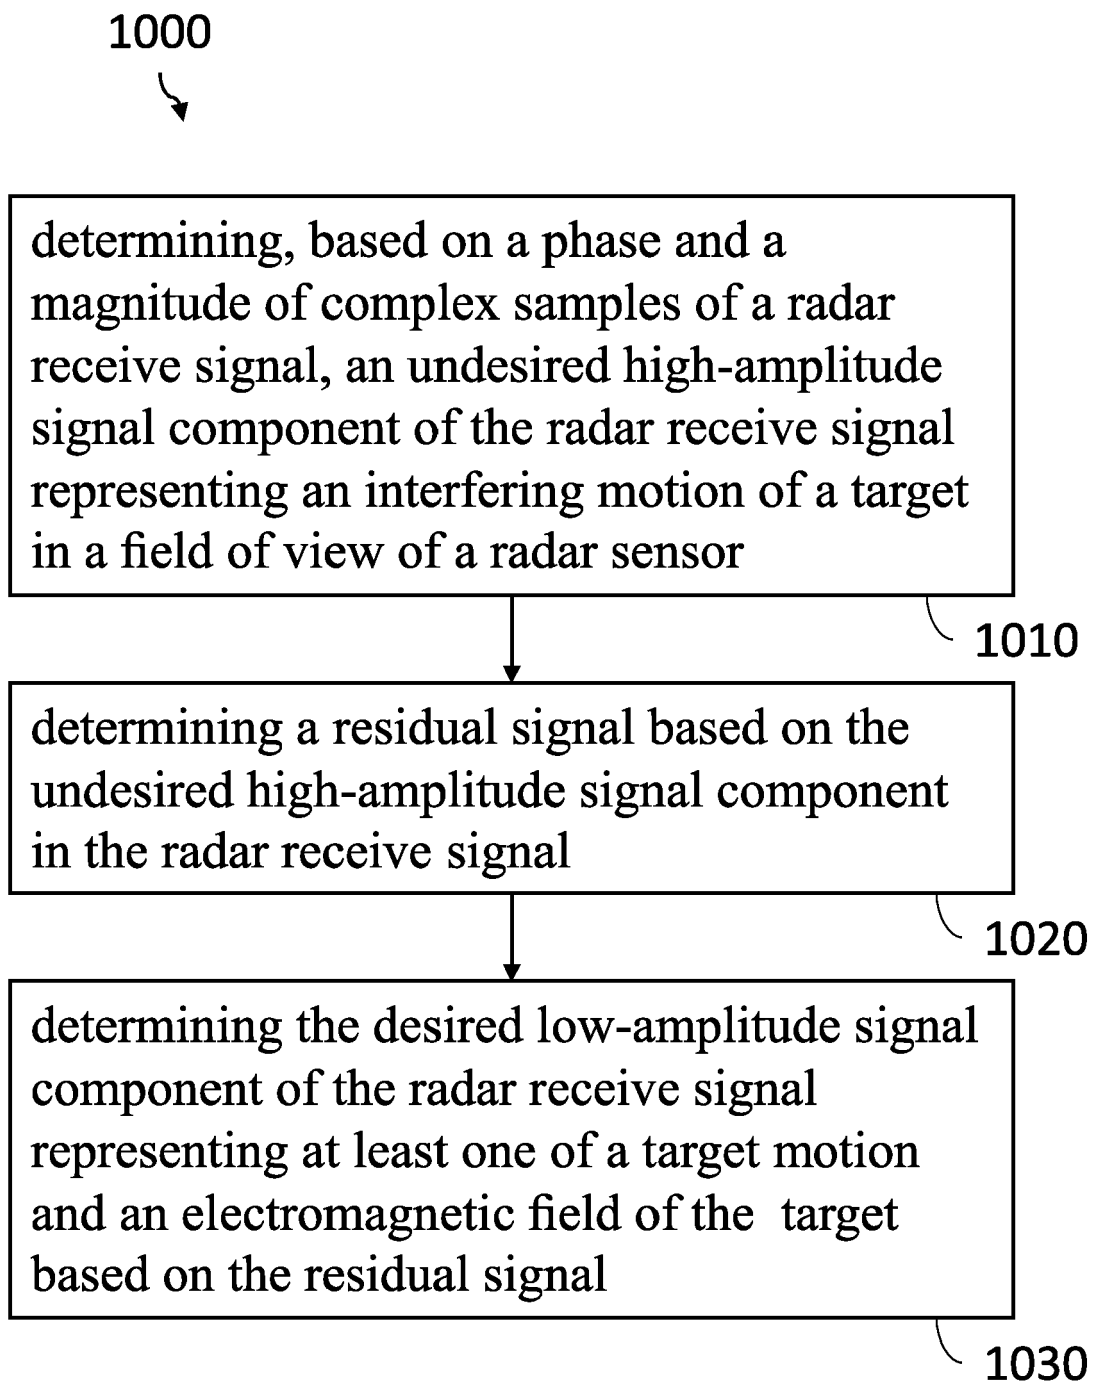 1000
determining, based on a phase and a
magnitude of complex samples of a radar
receive signal, an undesired high-amplitude
signal component of the radar receive signal
representing an interfering motion of a target
in a field of view of a radar sensor
1010
determining a residual signal based on the
undesired high-amplitude signal component
in the radar receive signal
1020
determining the desired low-amplitude signal
component of the radar receive signal
representing at least one of a target motion
and an electromagnetic field of the  target
based on the residual signal
1030